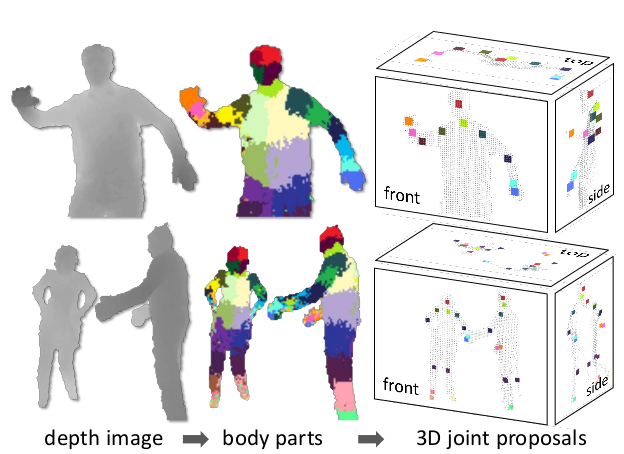 top
front
side
top
front
side
depth image
body parts
3D joint proposals